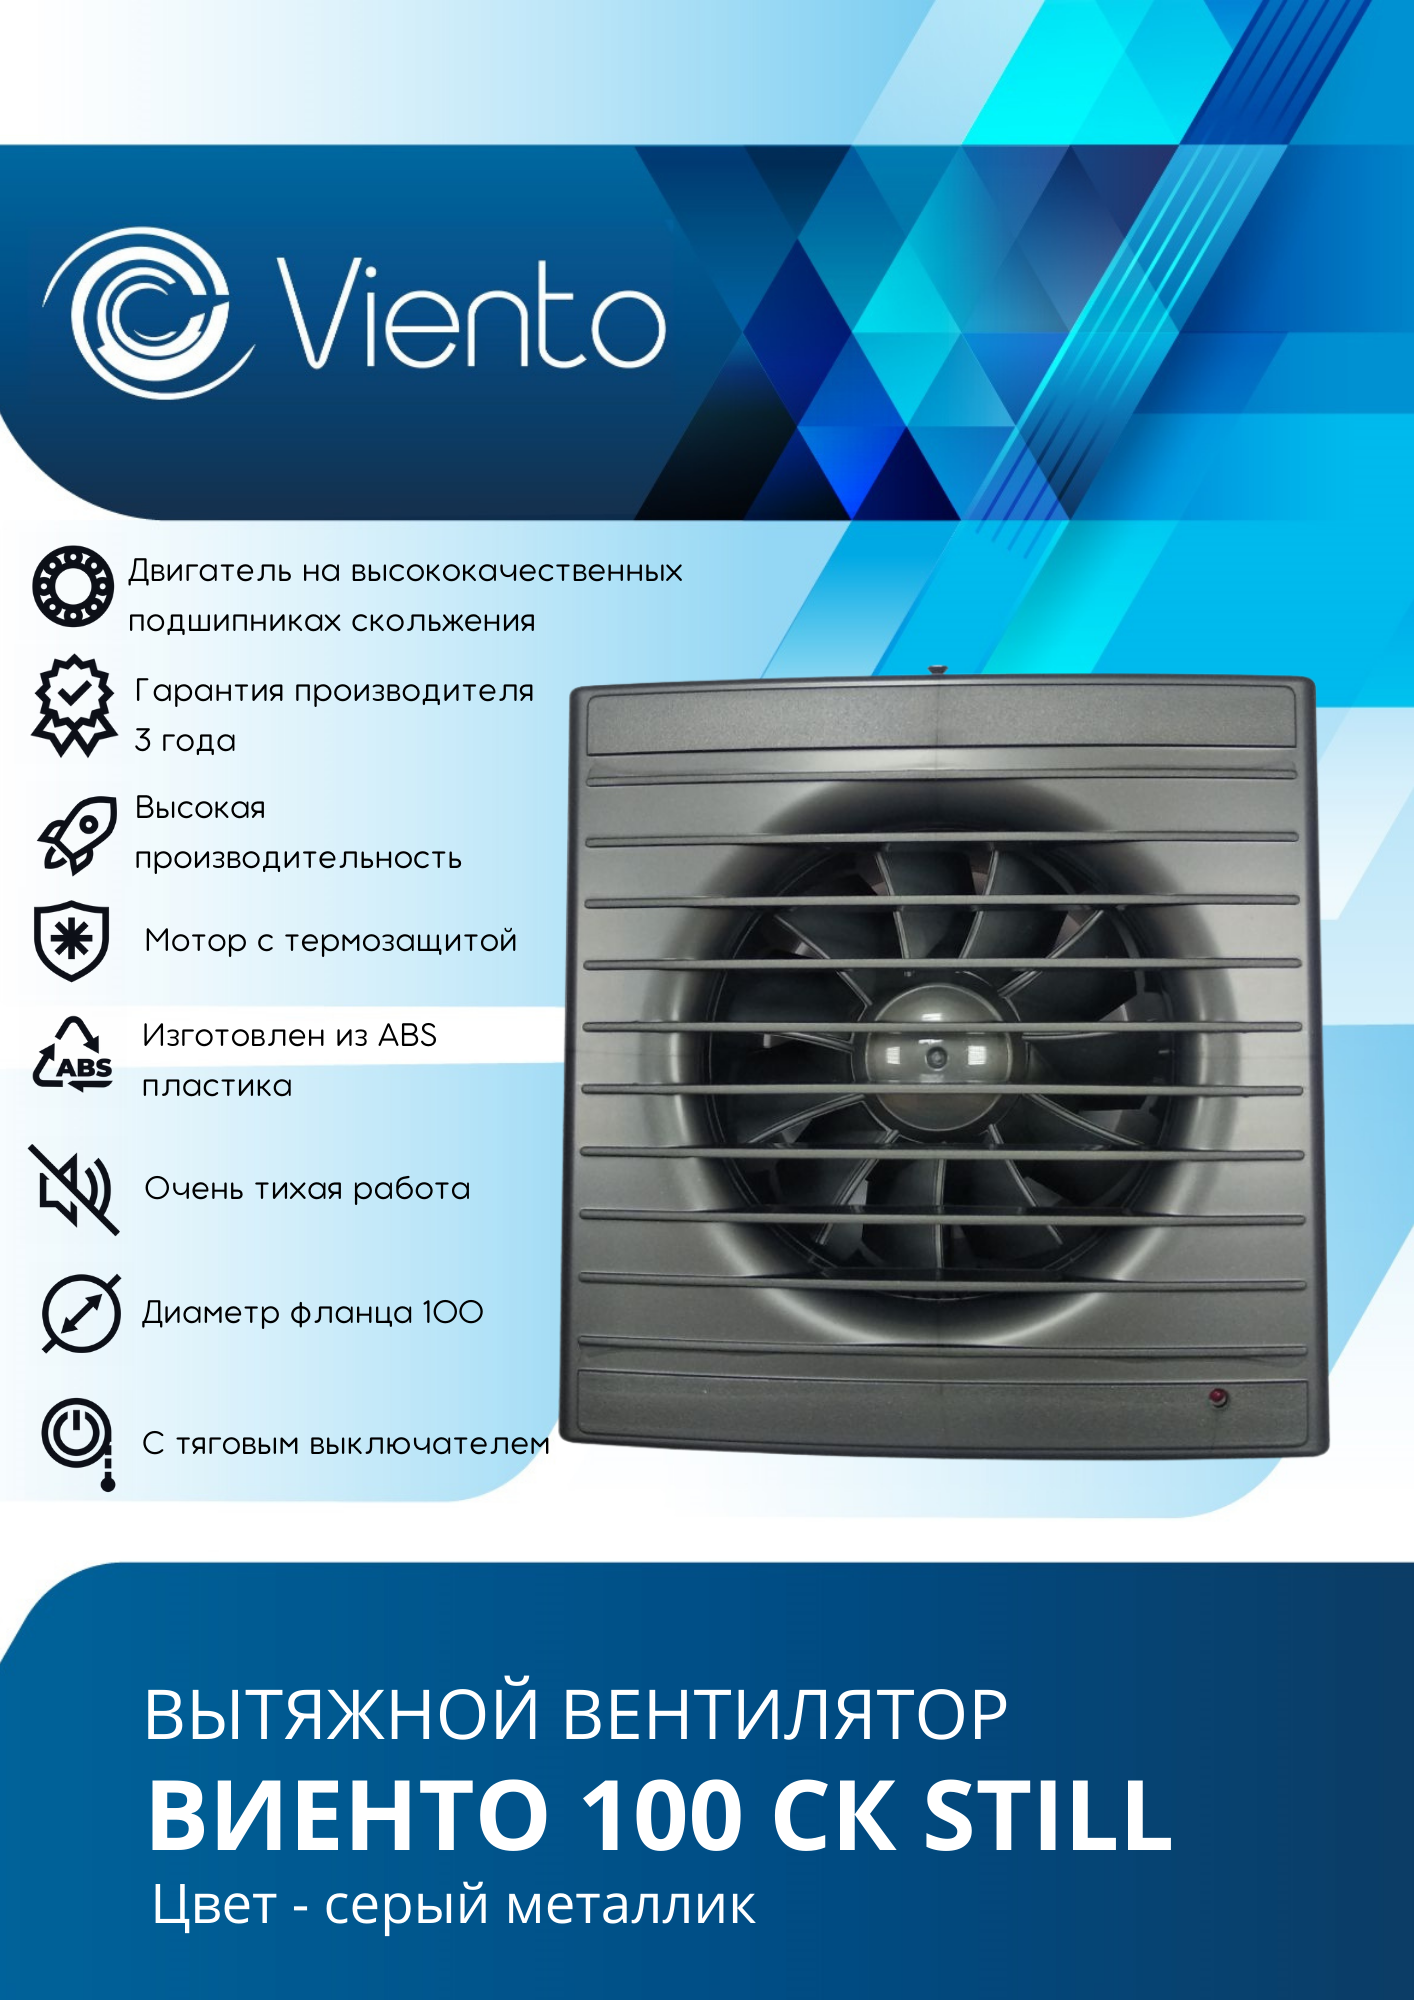 Viento
Двигатель на высококачественных
подшипниках скольжения
Гарантия производителя
3 года
Высокая
производительность
Мотор с термозащитой
Изготовлен из ABS
пластика
ABS
Очень тихая работа
Диаметр фланца 100
С тяговым выключателем
ВЫТЯЖНОЙ ВЕНТИЛЯТОР
ВИЕНТО 100 СК STILL
Цвет - серый металлик